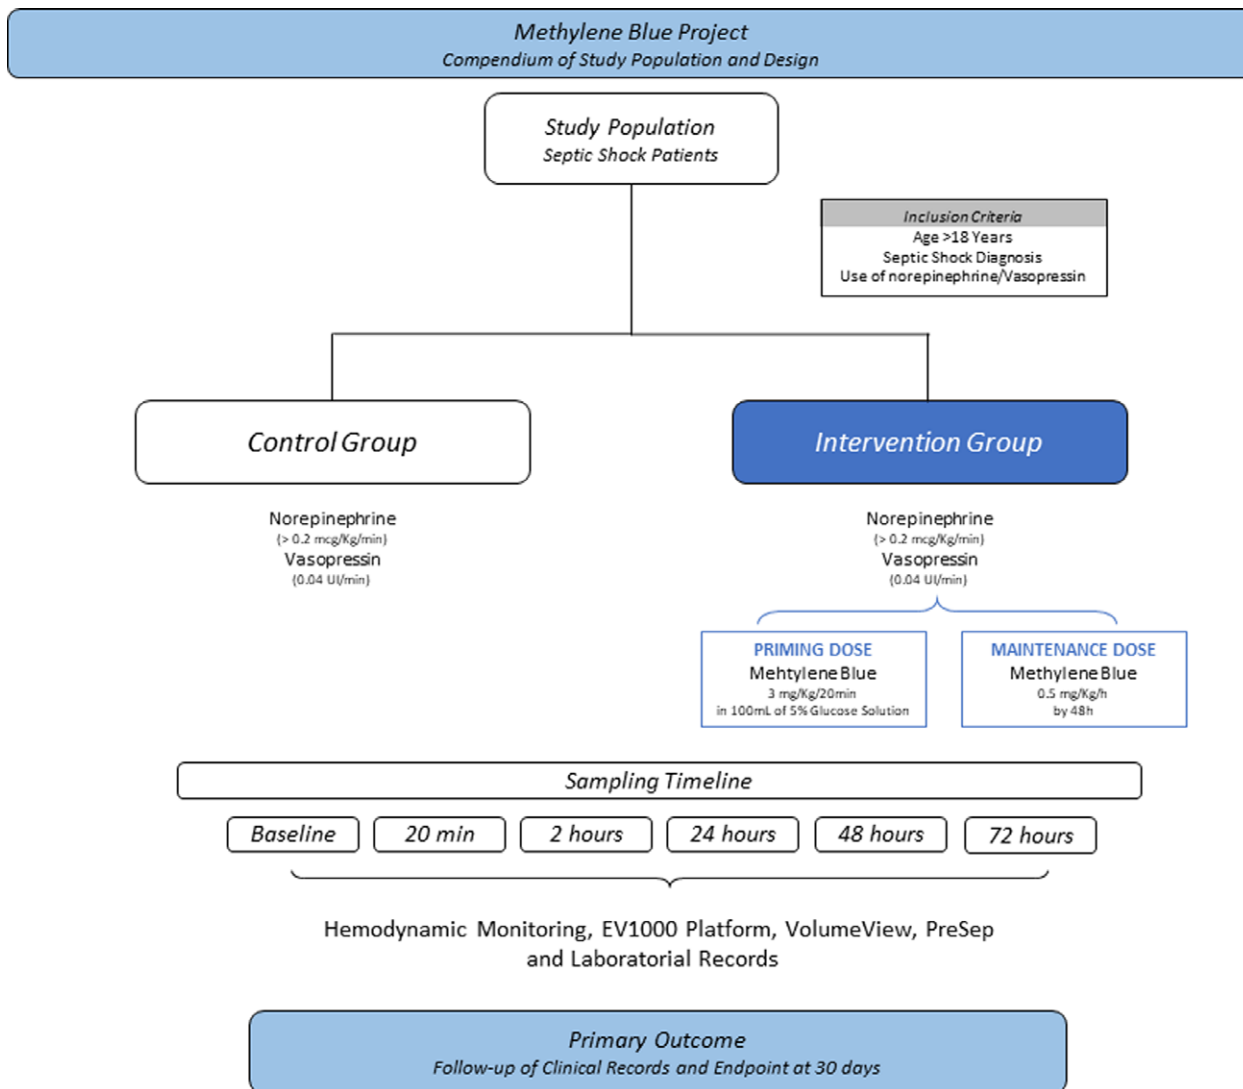 Methylene Blue Project
Compendium of Study Population and Design
Study Population
Septic Shock Patients
Inclusion Criteria
Age >18 Years
Septic Shock Diagnosis
Use of norepinephrine/Vasopressin
Control Group
Intervention Group
Norepinephrine
(> 0.2 mcg/Kg/min)
Vasopressin
(0.04 UI/min)
Norepinephrine
(> 0.2 mcg/Kg/min)
Vasopressin
(0.04 UI/min)
PRIMING DOSE
Mehtylene Blue
3 mg/Kg/20min
in 100mL of 5% Glucose Solution
MAINTENANCE DOSE
Methylene Blue
0.5 mg/Kg/h
by 48h
Sampling Timeline
Baseline
20 min
2 hours
24 hours
48 hours
72 hours
Hemodynamic Monitoring, EV1000 Platform, VolumeView, PreSep
and Laboratorial Records
Primary Outcome
Follow-up of Clinical Records and Endpoint at 30 days